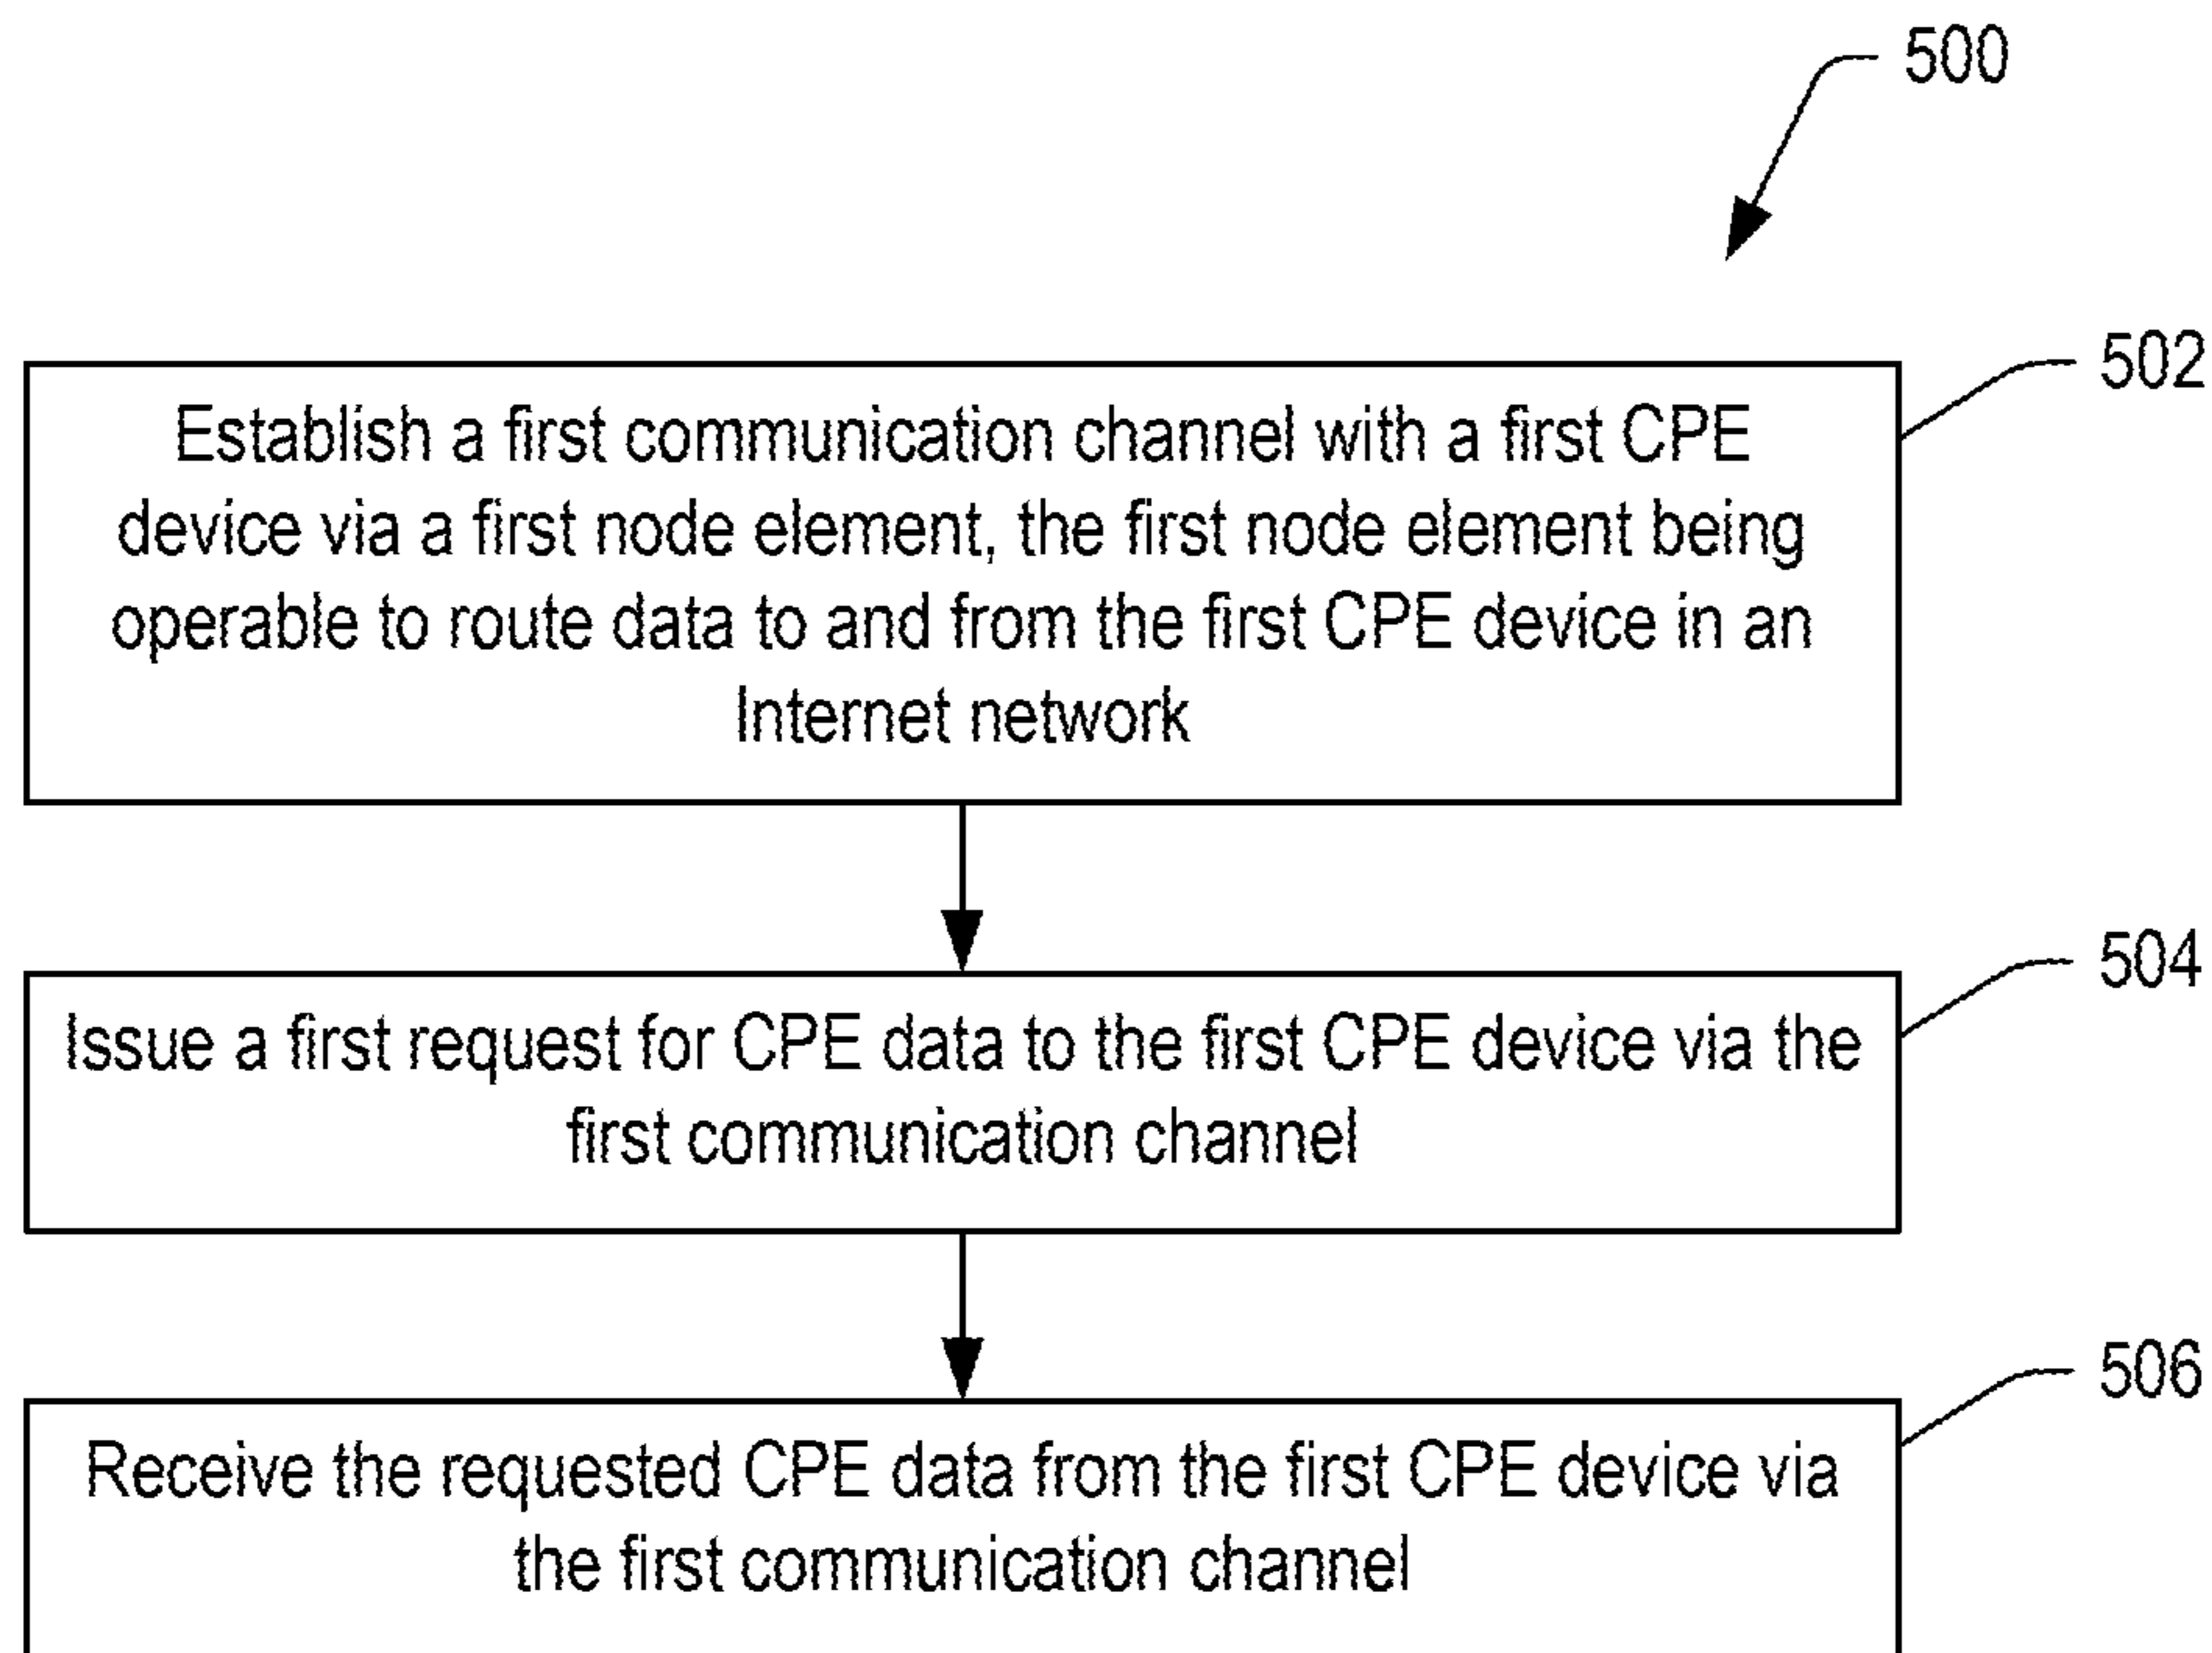 500
502
Establish a first communication channel with a first CPE
device via a first node element, the first node element being
operable to route data to and from the first CPE device in an
Internet network
504
Issue a first request for CPE data to the first CPE device via the
first communication channel
506
Receive the requested CPE data from the first CPE device via
the first communication channel